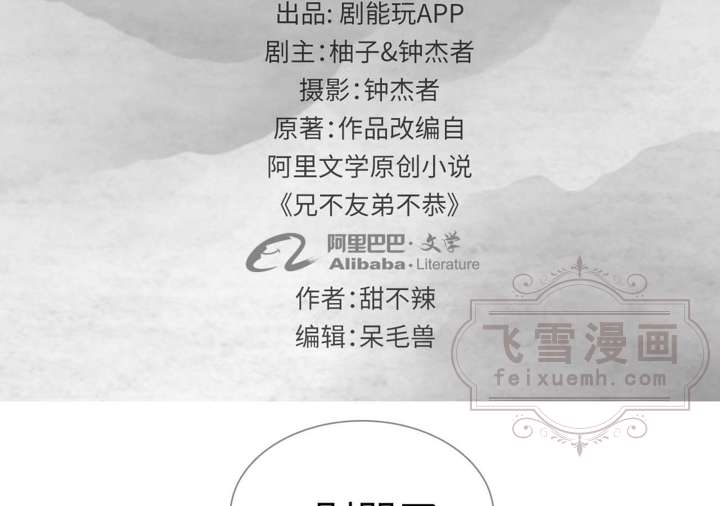 出品: 剧能玩APP
剧主:柚子&钟杰者
摄影:钟杰者
原著:作品改编自
阿里文学原创小说
《兄不友弟不恭》
阿里巴巴·文学
Alibaba·Literature
作者:甜不辣
编辑:呆毛兽
飞雪漫画
feixuemh.com